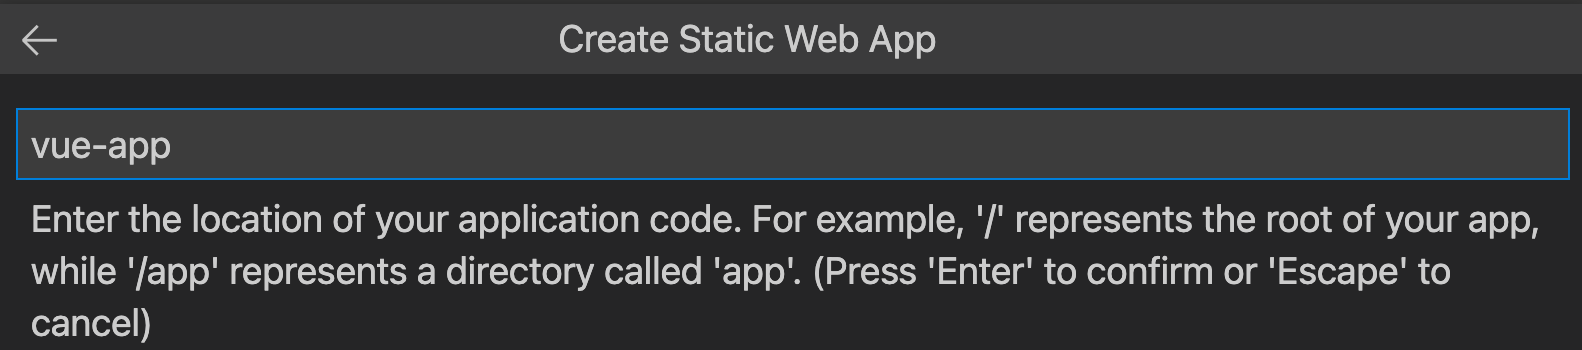 Create Static Web App
vue-app
Enter the location of your application code. For example, '/' represents the root of your app,
while '/app' represents a directory called 'app'. (Press 'Enter' to confirm or 'Escape' to
cancel)